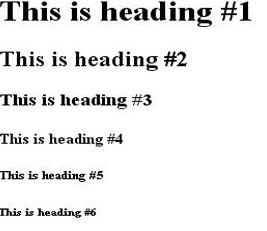 This is heading #1
This is heading #2
This is heading #3
This is heading #4
This is heading #5
This is heading #6